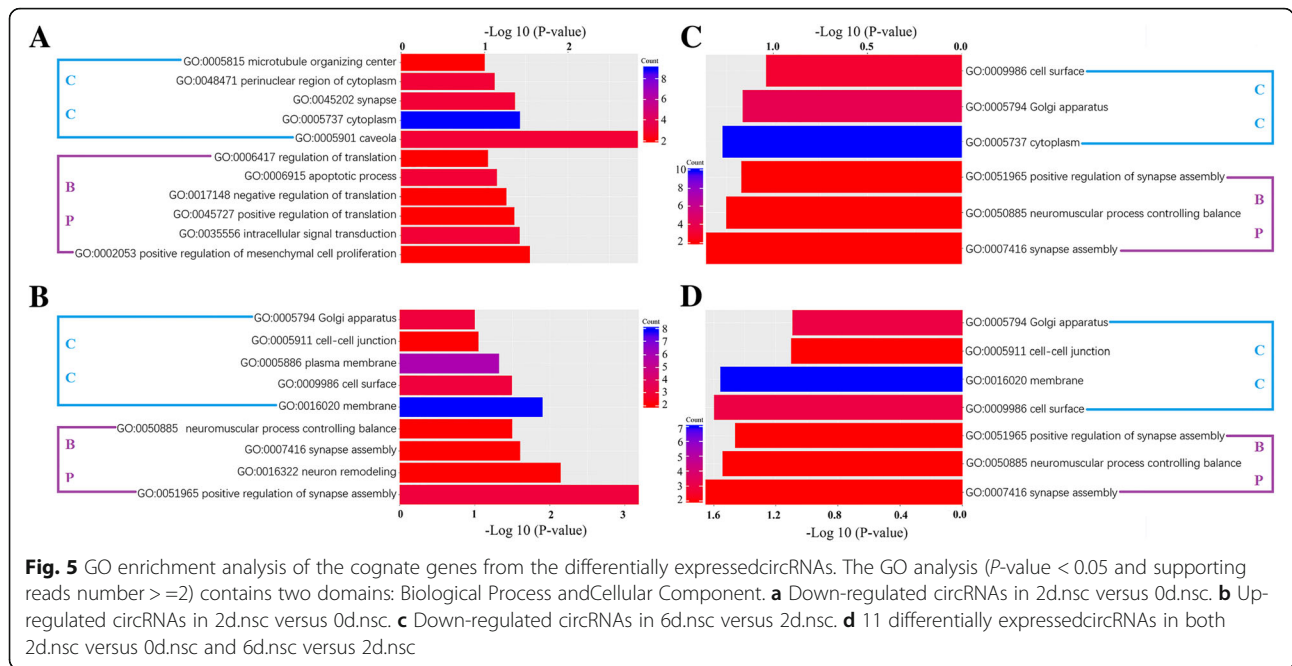 A
-Log 10 (P-value)
0 1 2
GO:0005815 microtubule organizing center
GO:0048471 perinuclear region of cytoplasm
GO:0045202 synapse
GO:0005737 cytoplasm
GO:0005901 caveola
C
C
GO:0006417 regulation of translation
GO:0006915 apoptotic process
GO:0017148 negative regulation of translation
GO:0045727 positive regulation of translation
GO:0035556 intracellular signal transduction
GO:0002053 positive regulation of mesenchymal cell proliferation
B
P
Count
8
6
4
2
C
-Log 10 (P-value)
1.0 0.5 0.0
GO:0009986 cell surface
GO:0005794 Golgi apparatus
GO:0005737 cytoplasm
C
C
GO:0051965 positive regulation of synapse assembly
GO:0050885 neuromuscular process controlling balance
GO:0007416 synapse assembly
B
P
Count
10
8
6
4
2
B
GO:0005794 Golgi apparatus
GO:0005911 cell-cell junction
GO:0005886 plasma membrane
GO:0009986 cell surface
GO:0016020 membrane
C
C
GO:0050885 neuromuscular process controlling balance
GO:0007416 synapse assembly
GO:0016322 neuron remodeling
GO:0051965 positive regulation of synapse assembly
B
P
0 1 2 3
-Log 10 (P-value)
Count
8
7
6
5
4
3
2
D
GO:0005794 Golgi apparatus
GO:0005911 cell-cell junction
GO:0016020 membrane
GO:0009986 cell surface
C
C
GO:0051965 positive regulation of synapse assembly
GO:0050885 neuromuscular process controlling balance
GO:0007416 synapse assembly
B
P
Count
7
6
5
4
3
2
1.6 1.2 0.8 0.4 0.0
-Log 10 (P-value)
Fig. 5 GO enrichment analysis of the cognate genes from the differentially expressedcircRNAs. The GO analysis (P-value < 0.05 and supporting
reads number > =2) contains two domains: Biological Process andCellular Component. a Down-regulated circRNAs in 2d.nsc versus 0d.nsc. b Up-
regulated circRNAs in 2d.nsc versus 0d.nsc. c Down-regulated circRNAs in 6d.nsc versus 2d.nsc. d 11 differentially expressedcircRNAs in both
2d.nsc versus 0d.nsc and 6d.nsc versus 2d.nsc